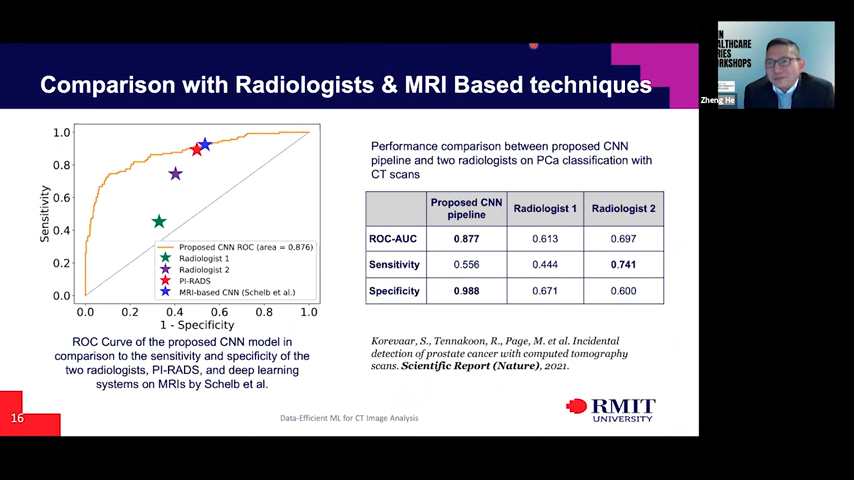 Comparison with Radiologists & MRI Based techniques
1.0
0.8
0.6
0.4
0.2
0.0
Sensitivity
0.0 0.2 0.4 0.6 0.8 1.0
1 - Specificity
Proposed CNN ROC (area = 0.876)
Radiologist 1
Radiologist 2
PI-RADS
MRI-based CNN (Schelb et al.)
ROC Curve of the proposed CNN model in
comparison to the sensitivity and specificity of the
two radiologists, PI-RADS, and deep learning
systems on MRIs by Schelb et al.
Performance comparison between proposed CNN
pipeline and two radiologists on PCa classification with
CT scans
Proposed CNN
pipeline
Radiologist 1
Radiologist 2
ROC-AUC 0.877 0.613 0.697
Sensitivity 0.556 0.444 0.741
Specificity 0.988 0.671 0.600
Korevaar, S., Tennakoon, R., Page, M. et al. Incidental
detection of prostate cancer with computed tomography
scans. Scientific Report (Nature), 2021.
16
Data-Efficient ML for CT Image Analysis
RMIT
UNIVERSITY
IN
ALTHCARE
RIES
WORKSHOPS
Zheng He